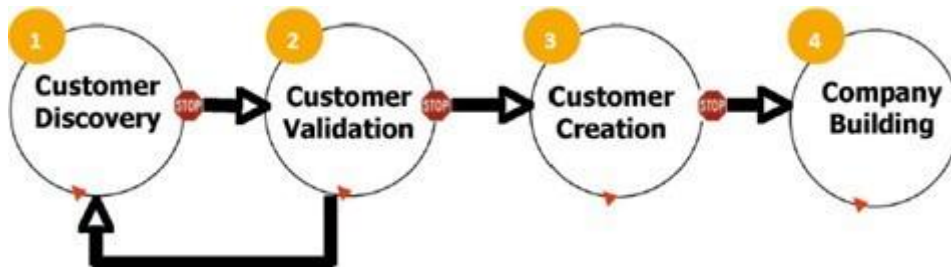 1
Customer
Discovery
STOP
2
Customer
Validation
STOP
3
Customer
Creation
STOP
4
Company
Building